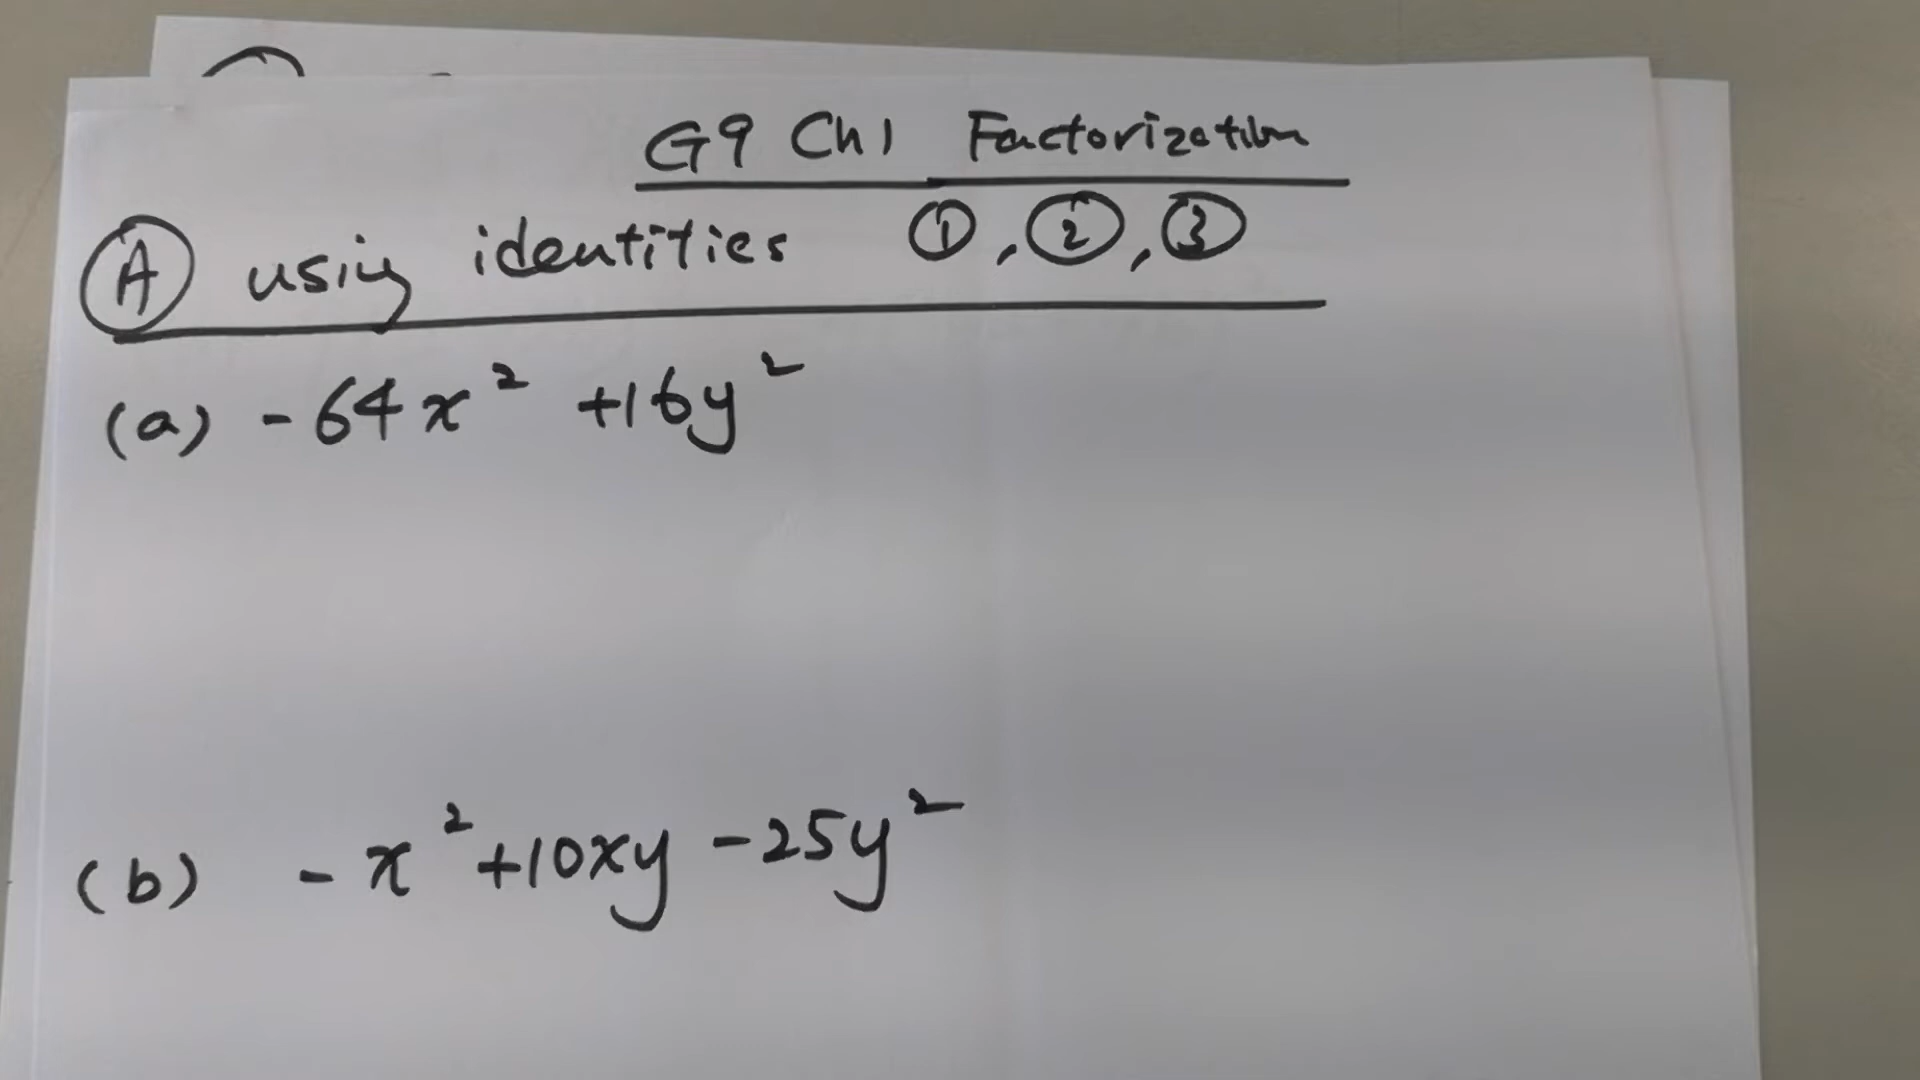 G9 Ch1 Factorization
Ⓐ using identities ①, ②, ③
(a) -64x² +16y²
(b) -x²+10xy-25y²